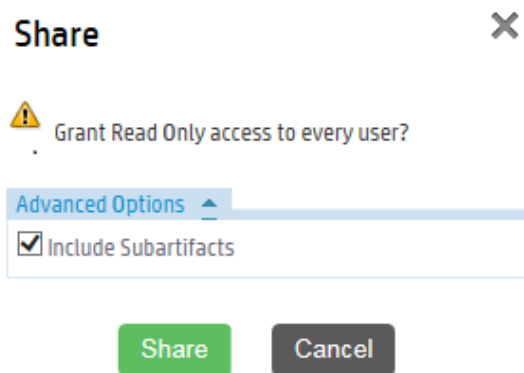 Share
Grant Read Only access to every user?
Advanced Options
Include Subartifacts
Share Cancel